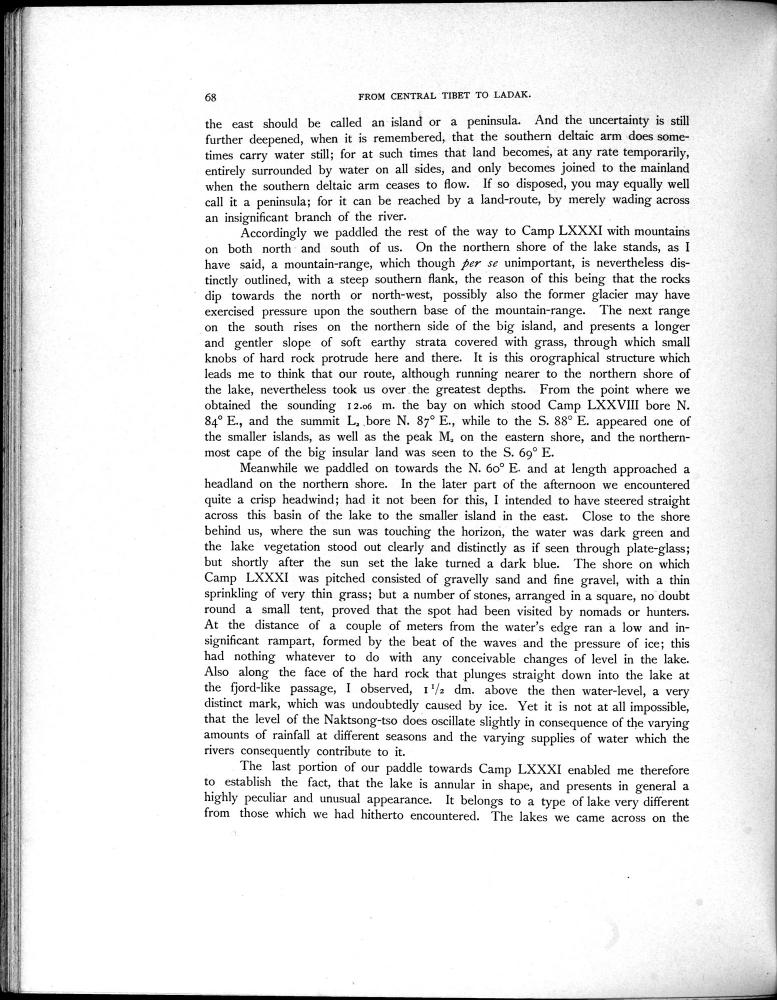 68 FROM CENTRAL TIBET TO LADAK.
the east should be called an island or a peninsula. And the uncertainty is still
further deepened, when it is remembered, that the southern deltaic arm does some-
times carry water still; for at such times that land becomes, at any rate temporarily,
entirely surrounded by water on all sides, and only becomes joined to the mainland
when the southern deltaic arm ceases to flow. If so disposed, you may equally well
call it a peninsula; for it can be reached by a land-route, by merely wading across
an insignificant branch of the river.
Accordingly we paddled the rest of the way to Camp LXXXI with mountains
on both north and south of us. On the northern shore of the lake stands, as I
have said, a mountain-range, which though per se unimportant, is nevertheless dis-
tinctly outlined, with a steep southern flank, the reason of this being that the rocks
dip towards the north or north-west, possibly also the former glacier may have
exercised pressure upon the southern base of the mountain-range. The next range
on the south rises on the northern side of the big island, and presents a longer
and gentler slope of soft earthy strata covered with grass, through which small
knobs of hard rock protrude here and there. It is this orographical structure which
leads me to think that our route, although running nearer to the northern shore of
the lake, nevertheless took us over the greatest depths. From the point where we
obtained the sounding 12.06 m. the bay on which stood Camp LXXVIII bore N.
84° E., and the summit L₂ bore N. 87° E., while to the S. 88° E. appeared one of
the smaller islands, as well as the peak M₂ on the eastern shore, and the northern-
most cape of the big insular land was seen to the S. 69° E.
Meanwhile we paddled on towards the N. 60° E. and at length approached a
headland on the northern shore. In the later part of the afternoon we encountered
quite a crisp headwind; had it not been for this, I intended to have steered straight
across this basin of the lake to the smaller island in the east. Close to the shore
behind us, where the sun was touching the horizon, the water was dark green and
the lake vegetation stood out clearly and distinctly as if seen through plate-glass;
but shortly after the sun set the lake turned a dark blue. The shore on which
Camp LXXXI was pitched consisted of gravelly sand and fine gravel, with a thin
sprinkling of very thin grass; but a number of stones, arranged in a square, no doubt
round a small tent, proved that the spot had been visited by nomads or hunters.
At the distance of a couple of meters from the water's edge ran a low and in-
significant rampart, formed by the beat of the waves and the pressure of ice; this
had nothing whatever to do with any conceivable changes of level in the lake.
Also along the face of the hard rock that plunges straight down into the lake at
the fjord-like passage, I observed, 1 1/2 dm. above the then water-level, a very
distinct mark, which was undoubtedly caused by ice. Yet it is not at all impossible,
that the level of the Naktsong-tso does oscillate slightly in consequence of the varying
amounts of rainfall at different seasons and the varying supplies of water which the
rivers consequently contribute to it.
The last portion of our paddle towards Camp LXXXI enabled me therefore
to establish the fact, that the lake is annular in shape, and presents in general a
highly peculiar and unusual appearance. It belongs to a type of lake very different
from those which we had hitherto encountered. The lakes we came across on the